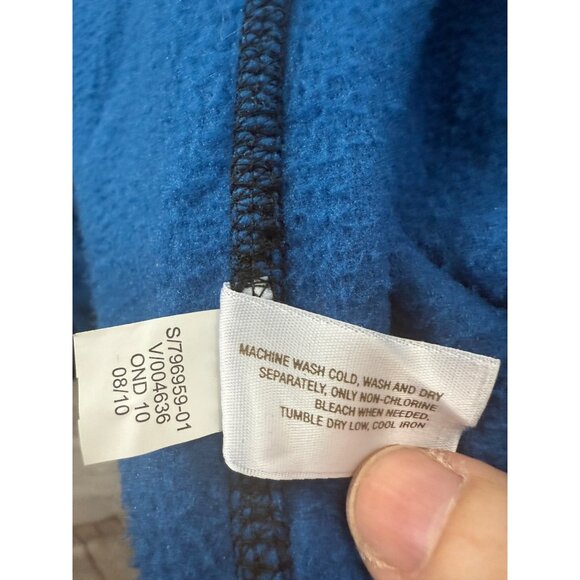 S/796959-01
V/004636
OND 10
08/10
MACHINE WASH COLD, WASH AND DRY
SEPARATELY, ONLY NON-CHLORINE
BLEACH WHEN NEEDED,
TUMBLE DRY LOW, COOL IRON